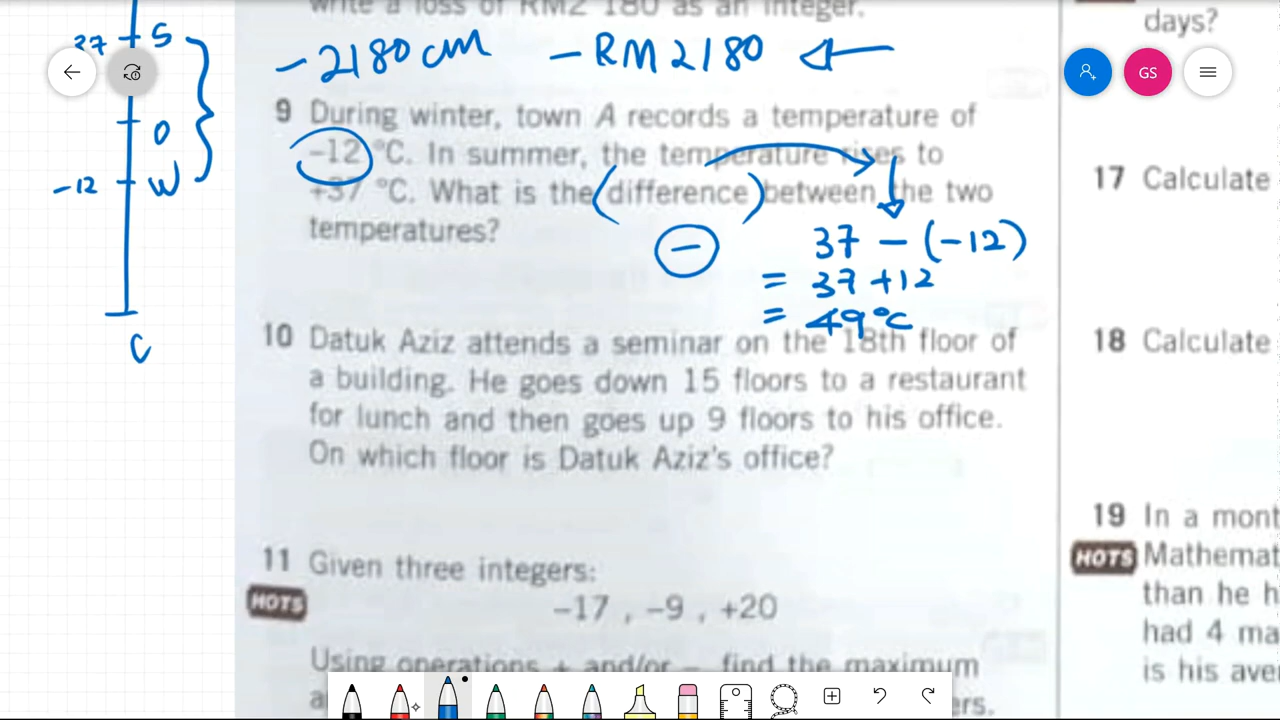 write a loss of RM2 180 as an integer.
37 S
-2180 cm -RM2180
0
-12 W
C
9 During winter, town A records a temperature of
-12 °C. In summer, the temperature rises to
+37 °C. What is the (difference) between the two
temperatures?
-
37 - (-12)
= 37 + 12
= 49°C
10 Datuk Aziz attends a seminar on the 18th floor of
a building. He goes down 15 floors to a restaurant
for lunch and then goes up 9 floors to his office.
On which floor is Datuk Aziz's office?
11 Given three integers:
HOTS
-17 , -9 , +20
Using operations + and/or - find the maximum
days?
GS
17 Calculate
18 Calculate
19 In a mont
HOTS Mathemat
than he h
had 4 ma
is his ave